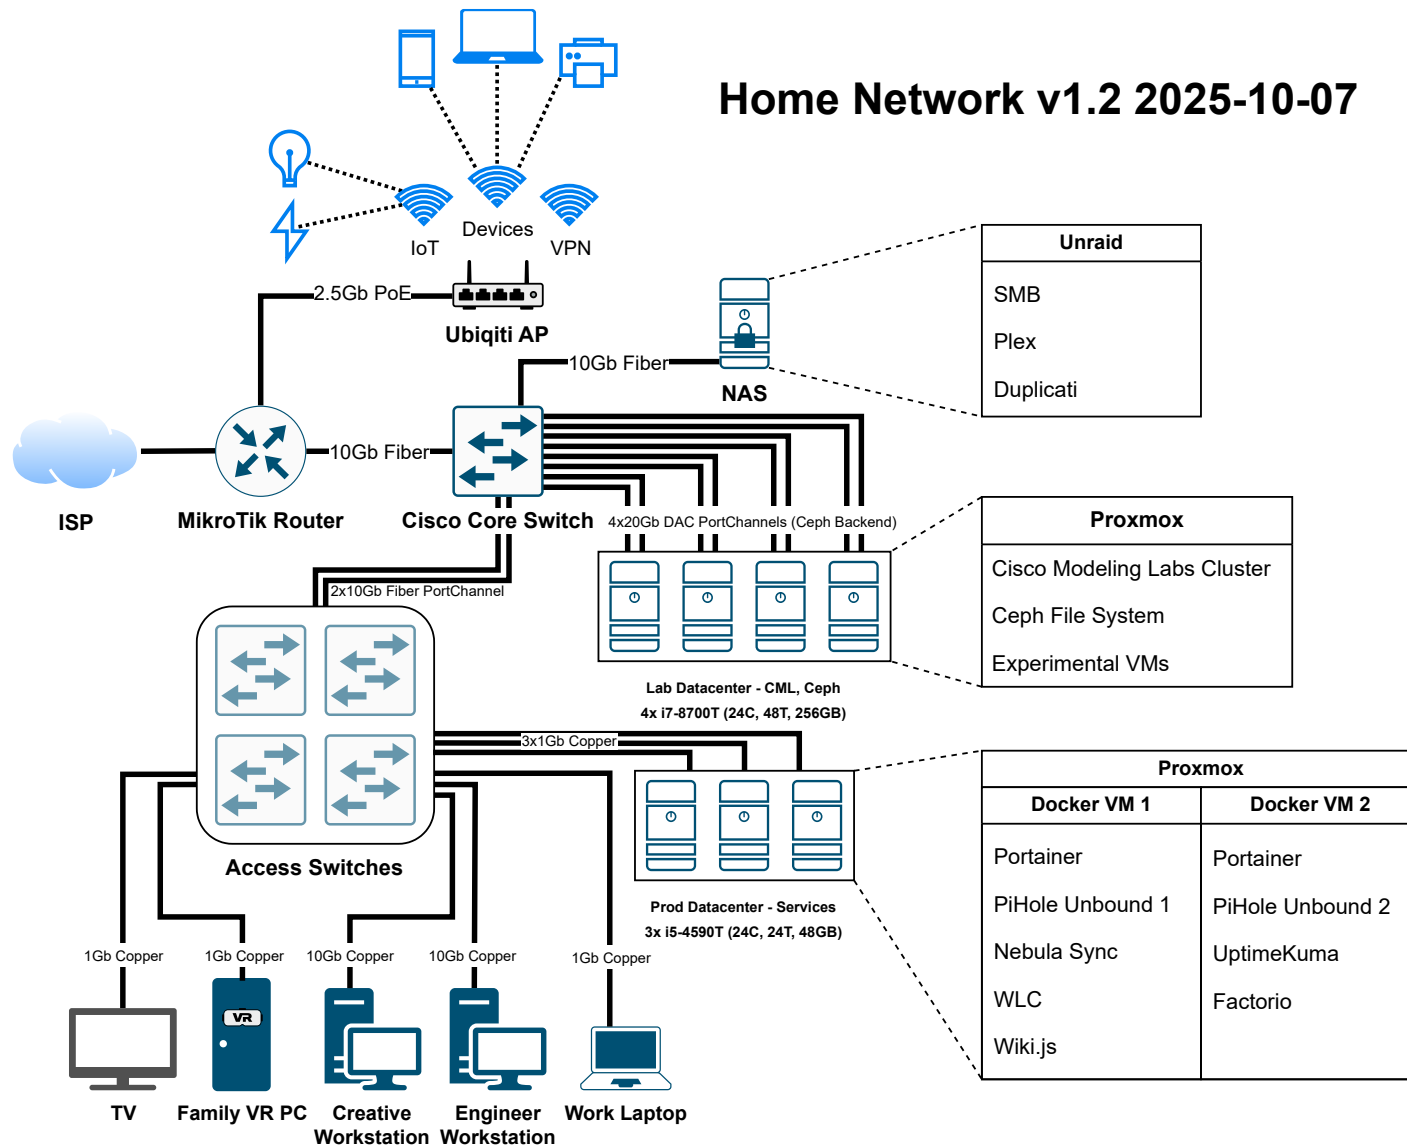 Home Network v1.2 2025-10-07
IoT
Devices
VPN
2.5Gb PoE
Ubiqiti AP
10Gb Fiber
NAS
Unraid
SMB
Plex
Duplicati
ISP
MikroTik Router
10Gb Fiber
Cisco Core Switch
4x20Gb DAC PortChannels (Ceph Backend)
2x10Gb Fiber PortChannel
Lab Datacenter - CML, Ceph
4x i7-8700T (24C, 48T, 256GB)
Proxmox
Cisco Modeling Labs Cluster
Ceph File System
Experimental VMs
Access Switches
3x1Gb Copper
Prod Datacenter - Services
3x i5-4590T (24C, 24T, 48GB)
Proxmox
Docker VM 1
Portainer
PiHole Unbound 1
Nebula Sync
WLC
Wiki.js
Docker VM 2
Portainer
PiHole Unbound 2
UptimeKuma
Factorio
1Gb Copper
1Gb Copper
10Gb Copper
10Gb Copper
1Gb Copper
VR
TV
Family VR PC
Creative
Workstation
Engineer
Workstation
Work Laptop